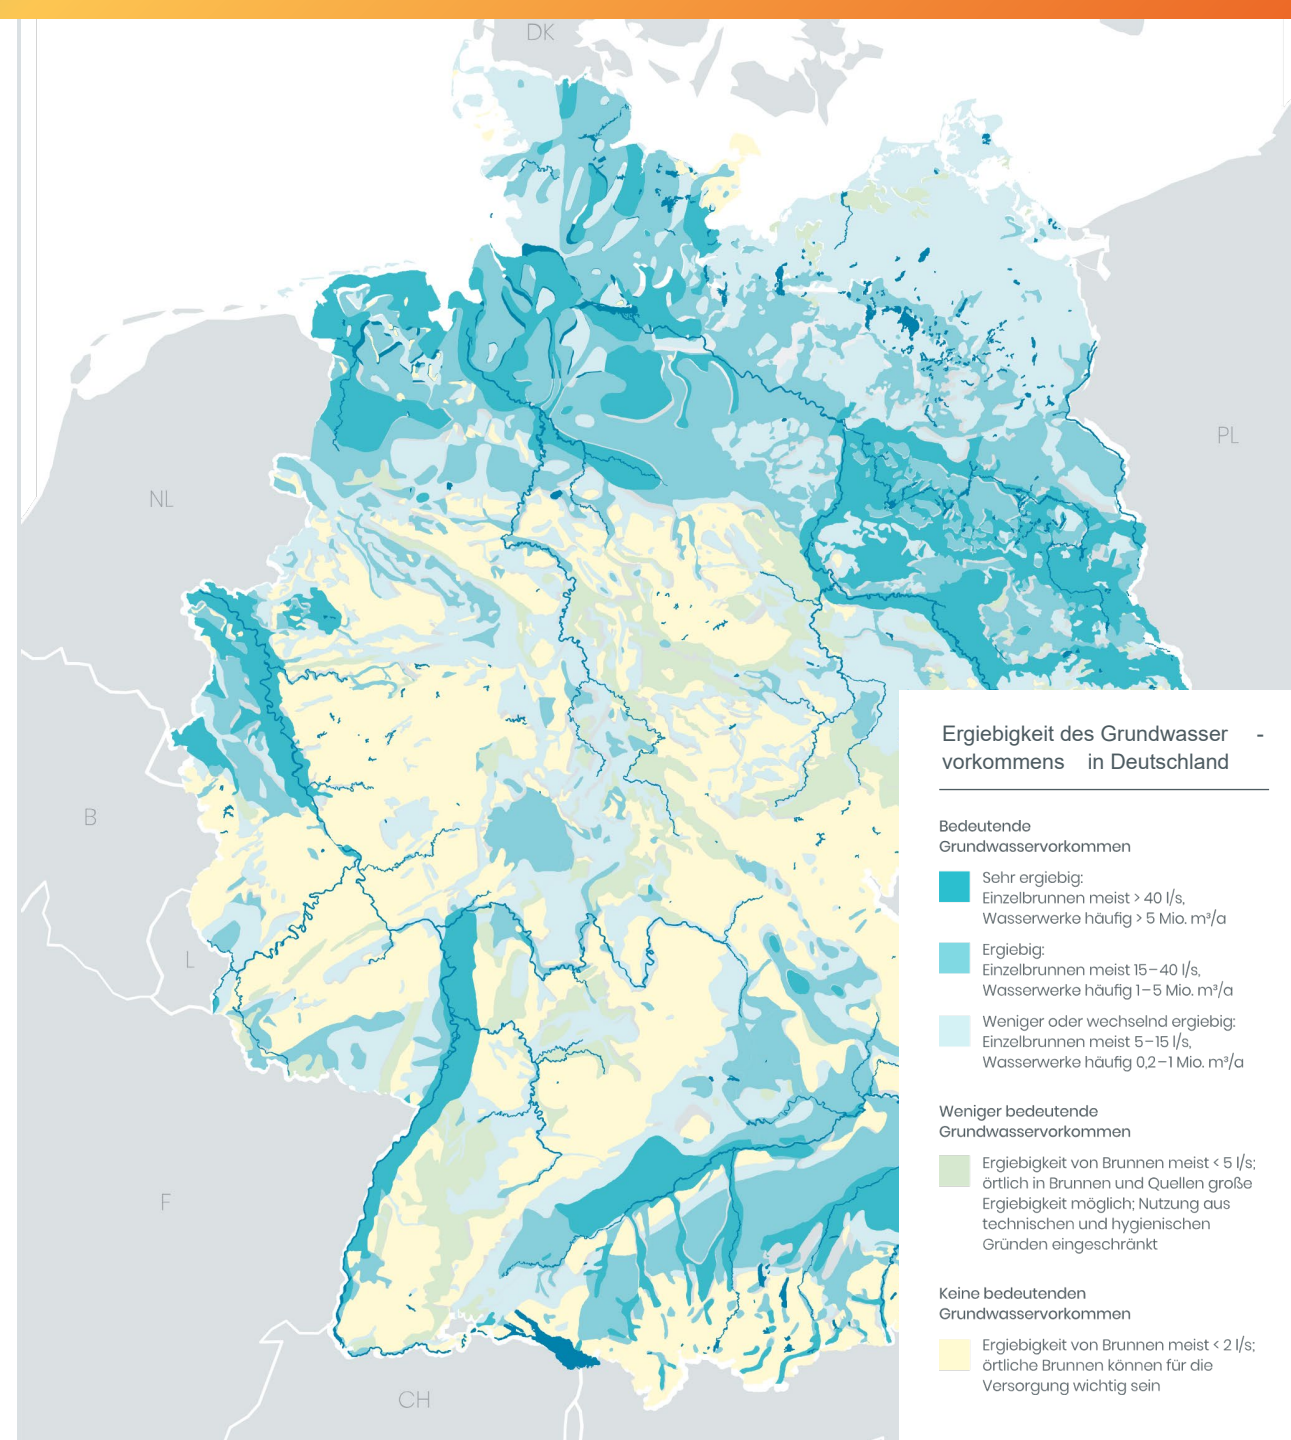 DK
PL
NL
B
L
F
CH
Ergiebigkeit des Grundwasser -
vorkommens in Deutschland
Bedeutende
Grundwasservorkommen
Sehr ergiebig:
Einzelbrunnen meist > 40 l/s,
Wasserwerke häufig > 5 Mio. m³/a
Ergiebig:
Einzelbrunnen meist 15–40 l/s,
Wasserwerke häufig 1–5 Mio. m³/a
Weniger oder wechselnd ergiebig:
Einzelbrunnen meist 5–15 l/s,
Wasserwerke häufig 0,2–1 Mio. m³/a
Weniger bedeutende
Grundwasservorkommen
Ergiebigkeit von Brunnen meist < 5 l/s;
örtlich in Brunnen und Quellen große
Ergiebigkeit möglich; Nutzung aus
technischen und hygienischen
Gründen eingeschränkt
Keine bedeutenden
Grundwasservorkommen
Ergiebigkeit von Brunnen meist < 2 l/s;
örtliche Brunnen können für die
Versorgung wichtig sein